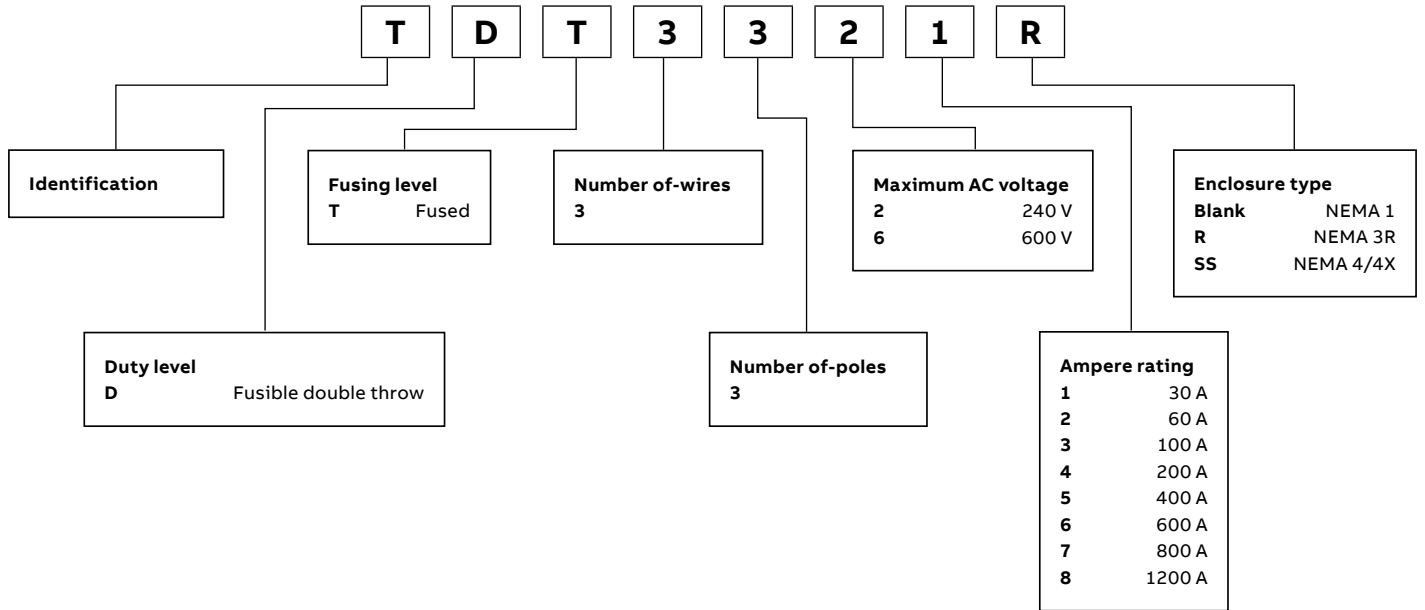 T D T 3 3 2 1 R
Identification
Fusing level
T Fused
Number of-wires
3
Maximum AC voltage
2 240 V
6 600 V
Enclosure type
Blank NEMA 1
R NEMA 3R
SS NEMA 4/4X
Duty level
D Fusible double throw
Number of-poles
3
Ampere rating
1 30 A
2 60 A
3 100 A
4 200 A
5 400 A
6 600 A
7 800 A
8 1200 A